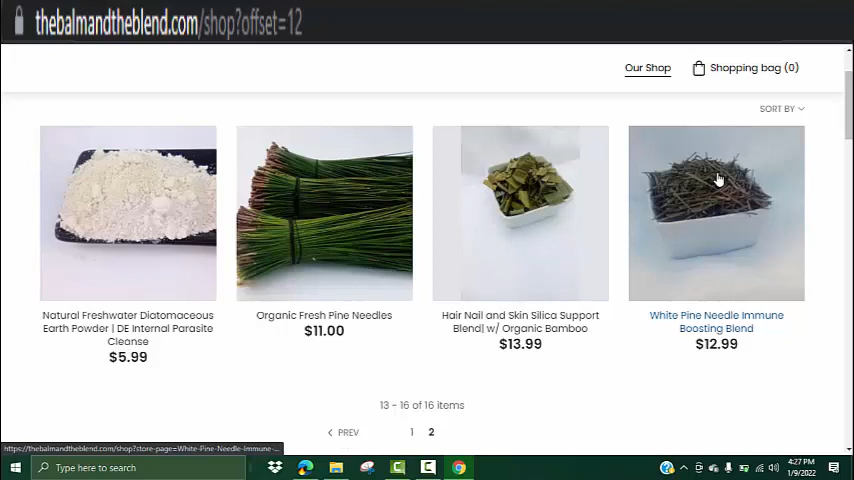 thebalmandtheblend.com/shop?offset=12
Our Shop
Shopping bag (0)
SORT BY
Natural Freshwater Diatomaceous
Earth Powder | DE Internal Parasite
Cleanse
$5.99
Organic Fresh Pine Needles
$11.00
Hair Nail and Skin Silica Support
Blend| w/ Organic Bamboo
$13.99
White Pine Needle Immune
Boosting Blend
$12.99
13 - 16 of 16 items
PREV
1
2
https://thebalmandtheblend.com/shop?store-page=White-Pine-Needle-Immune-...
Type here to search
4:27 PM
1/9/2022